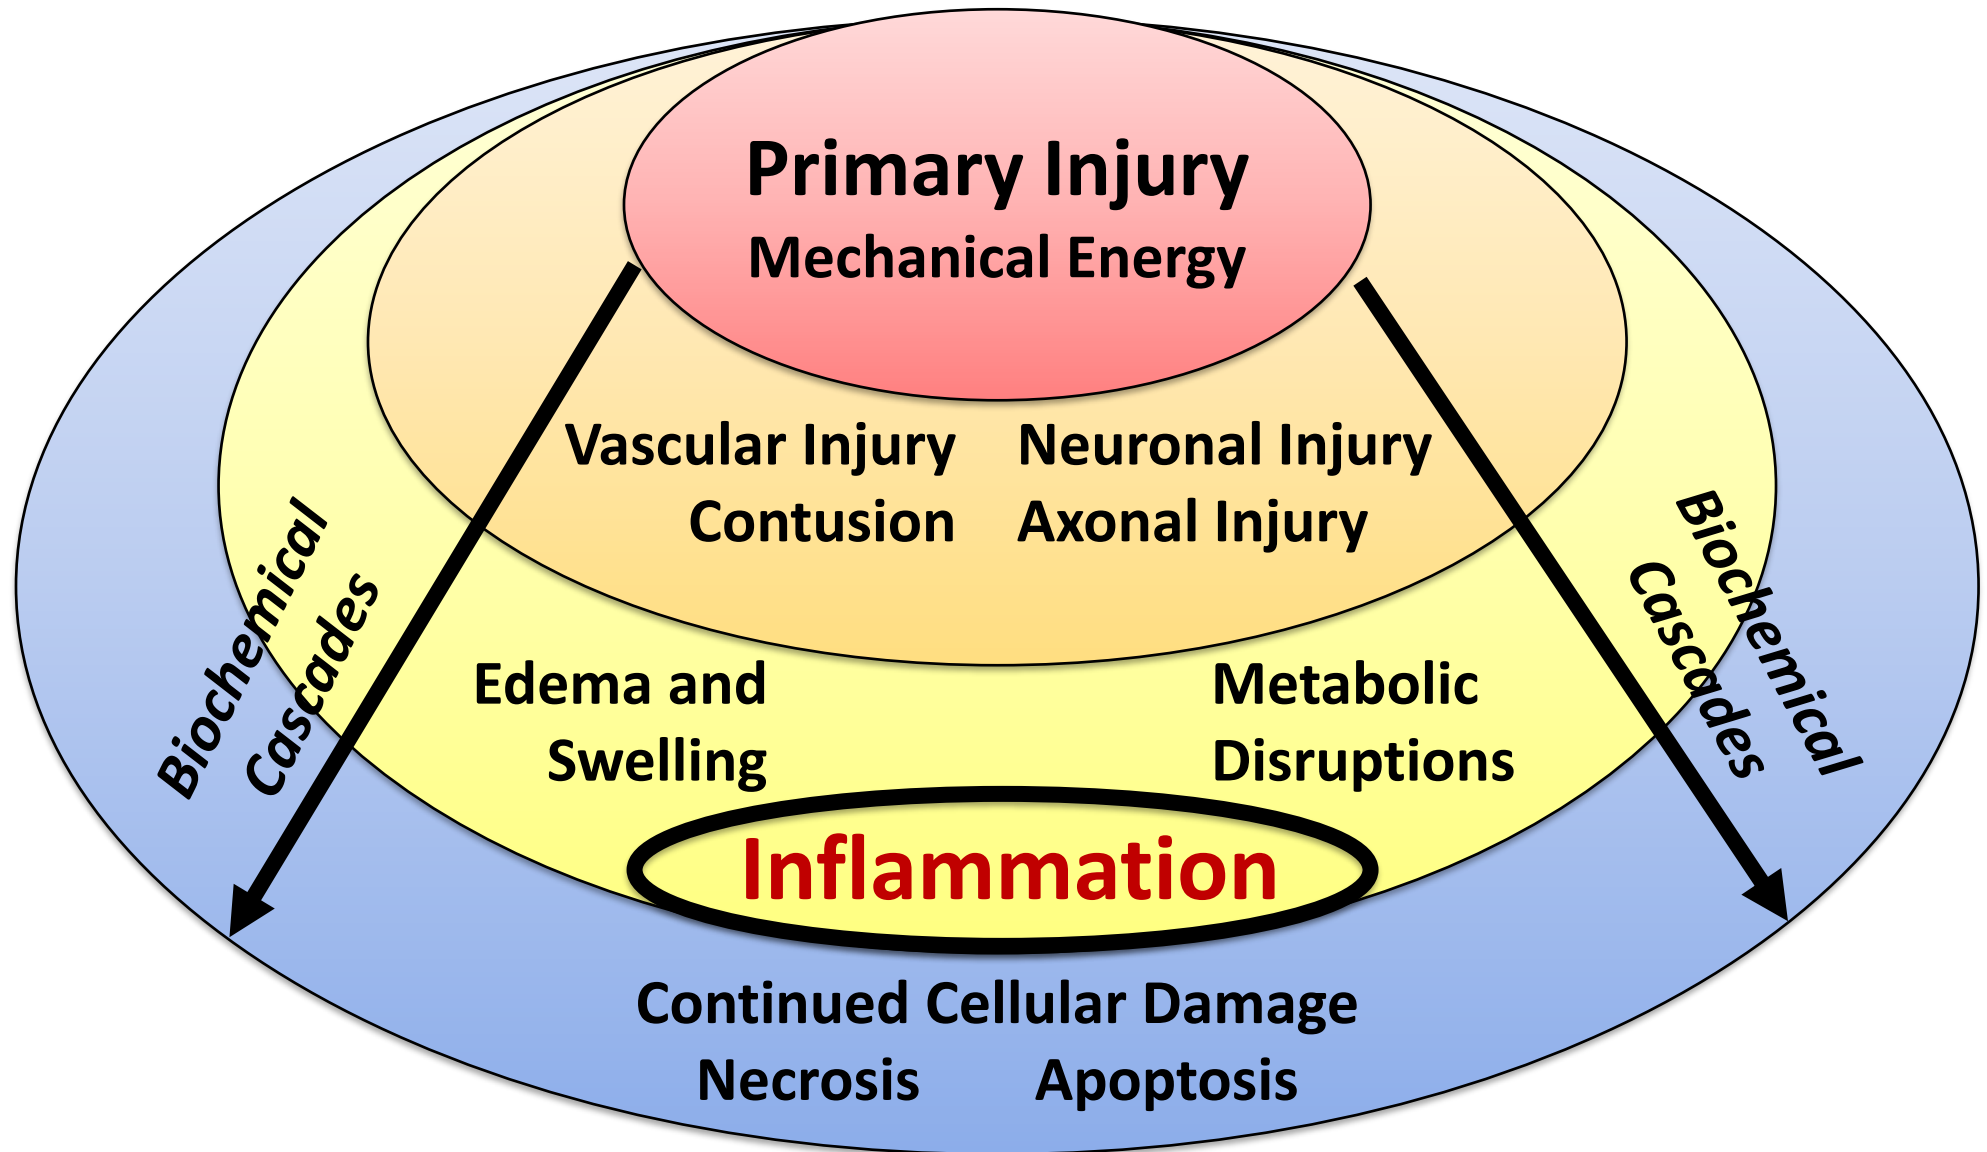 Primary Injury
Mechanical Energy
Vascular Injury
Contusion
Neuronal Injury
Axonal Injury
Biochemical
Cascades
Biochemical
Cascades
Edema and
Swelling
Metabolic
Disruptions
Inflammation
Continued Cellular Damage
Necrosis Apoptosis